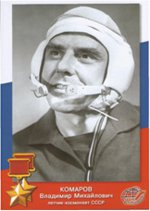 КОМАРОВ
Владимир Михайлович
летчик-космонавт СССР